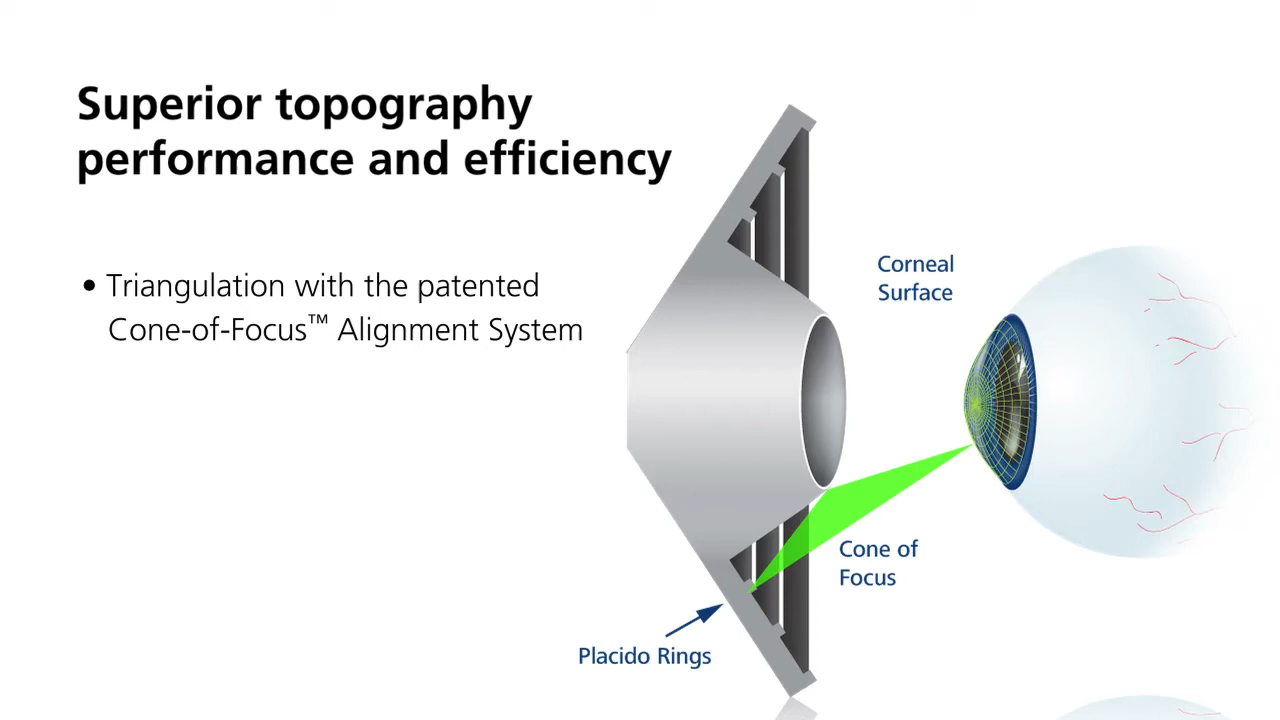 Superior topography
performance and efficiency
• Triangulation with the patented
Cone-of-Focus™ Alignment System
Corneal
Surface
Cone of
Focus
Placido Rings